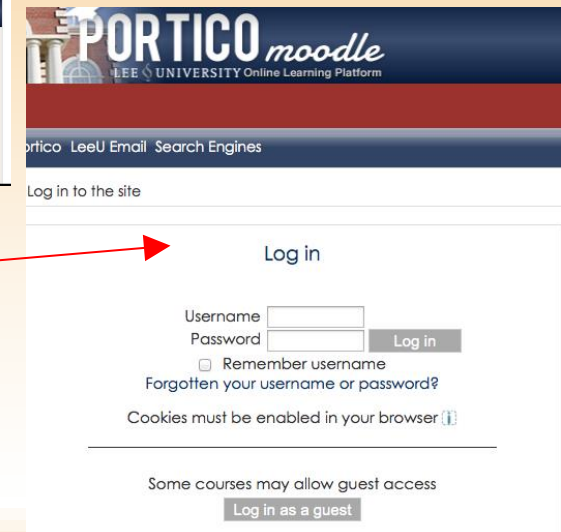 PORTICO moodle
LEE UNIVERSITY Online Learning Platform
LeeU Email Search Engines
Log in to the site
Log in
Username
Password Log in
Remember username
Forgotten your username or password?
Cookies must be enabled in your browser
Some courses may allow guest access
Log in as a guest